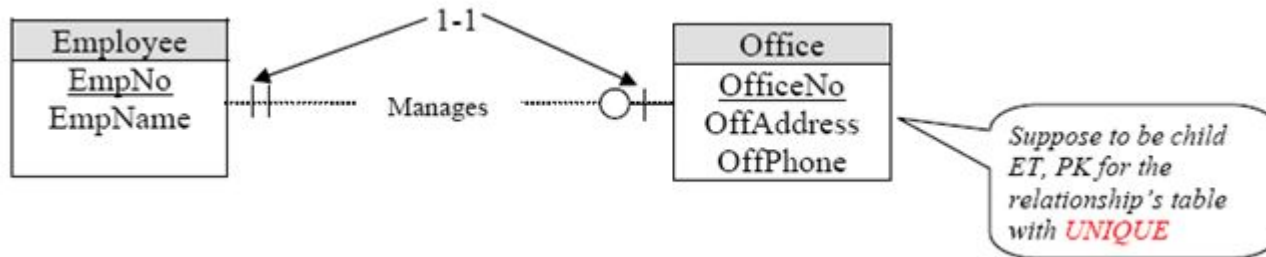 1-1
Employee
EmpNo
EmpName
Manages
Office
OfficeNo
OffAddress
OffPhone
Suppose to be child
ET, PK for the
relationship's table
with UNIQUE